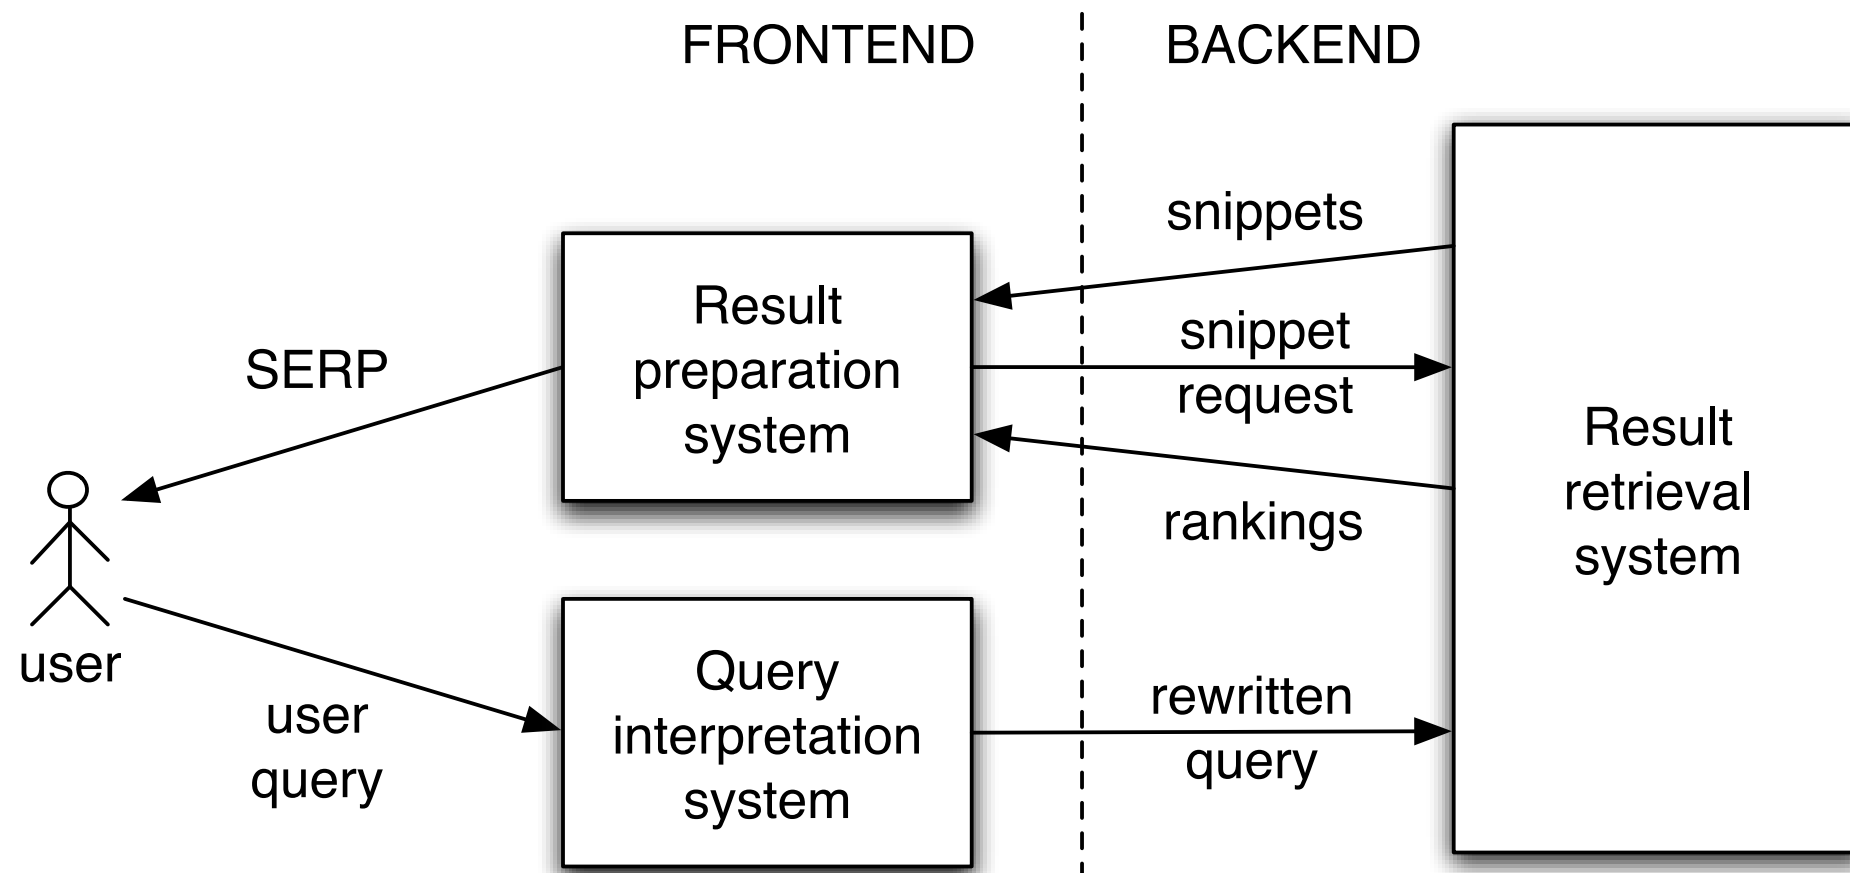 FRONTEND
BACKEND
snippets
Result
preparation
system
snippet
request
SERP
rankings
Result
retrieval
system
user
user
query
Query
interpretation
system
rewritten
query